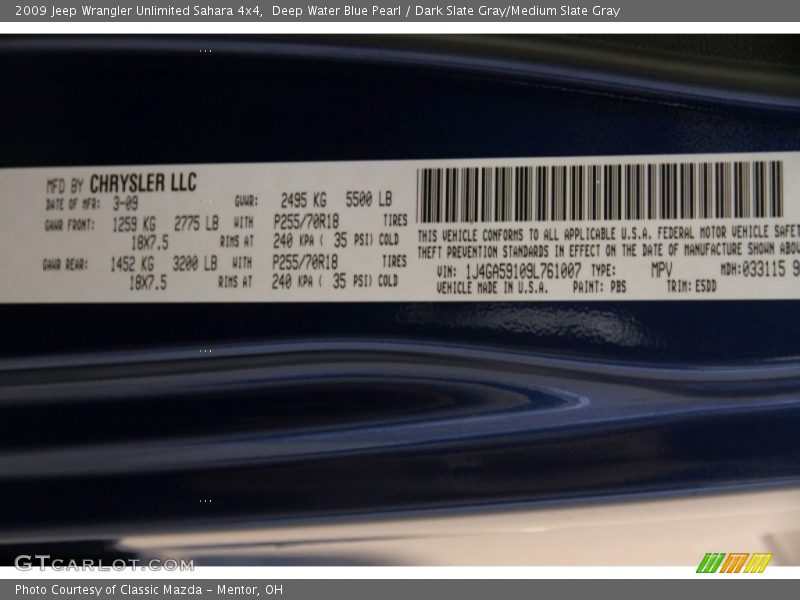 2009 Jeep Wrangler Unlimited Sahara 4x4, Deep Water Blue Pearl / Dark Slate Gray/Medium Slate Gray
MFD BY CHRYSLER LLC
DATE OF MFR: 3-09 GVWR: 2495 KG 5500 LB
GAWR FRONT: 1259 KG 2775 LB WITH P255/70R18 TIRES
18X7.5 RIMS AT 240 KPA ( 35 PSI) COLD
GAWR REAR: 1452 KG 3200 LB WITH P255/70R18 TIRES
18X7.5 RIMS AT 240 KPA ( 35 PSI) COLD
THIS VEHICLE CONFORMS TO ALL APPLICABLE U.S.A. FEDERAL MOTOR VEHICLE SAFET
THEFT PREVENTION STANDARDS IN EFFECT ON THE DATE OF MANUFACTURE SHOWN ABO
VIN: 1J4GA59109L761007 TYPE: MPV MDH: 033115 9
VEHICLE MADE IN U.S.A. PAINT: PBS TRIM: E5DD
GTCARLOT.COM
Photo Courtesy of Classic Mazda - Mentor, OH